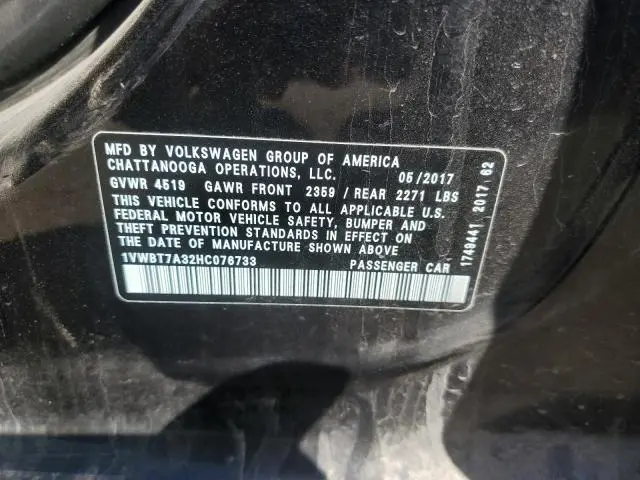 MFD BY VOLKSWAGEN GROUP OF AMERICA
CHATTANOOGA OPERATIONS, LLC. 05/2017
GVWR 4519 GAWR FRONT 2359 / REAR 2271 LBS
THIS VEHICLE CONFORMS TO ALL APPLICABLE U.S.
FEDERAL MOTOR VEHICLE SAFETY, BUMPER AND
THEFT PREVENTION STANDARDS IN EFFECT ON
THE DATE OF MANUFACTURE SHOWN ABOVE
1VWBT7A32HC076733 PASSENGER CAR
1749441 2017 62